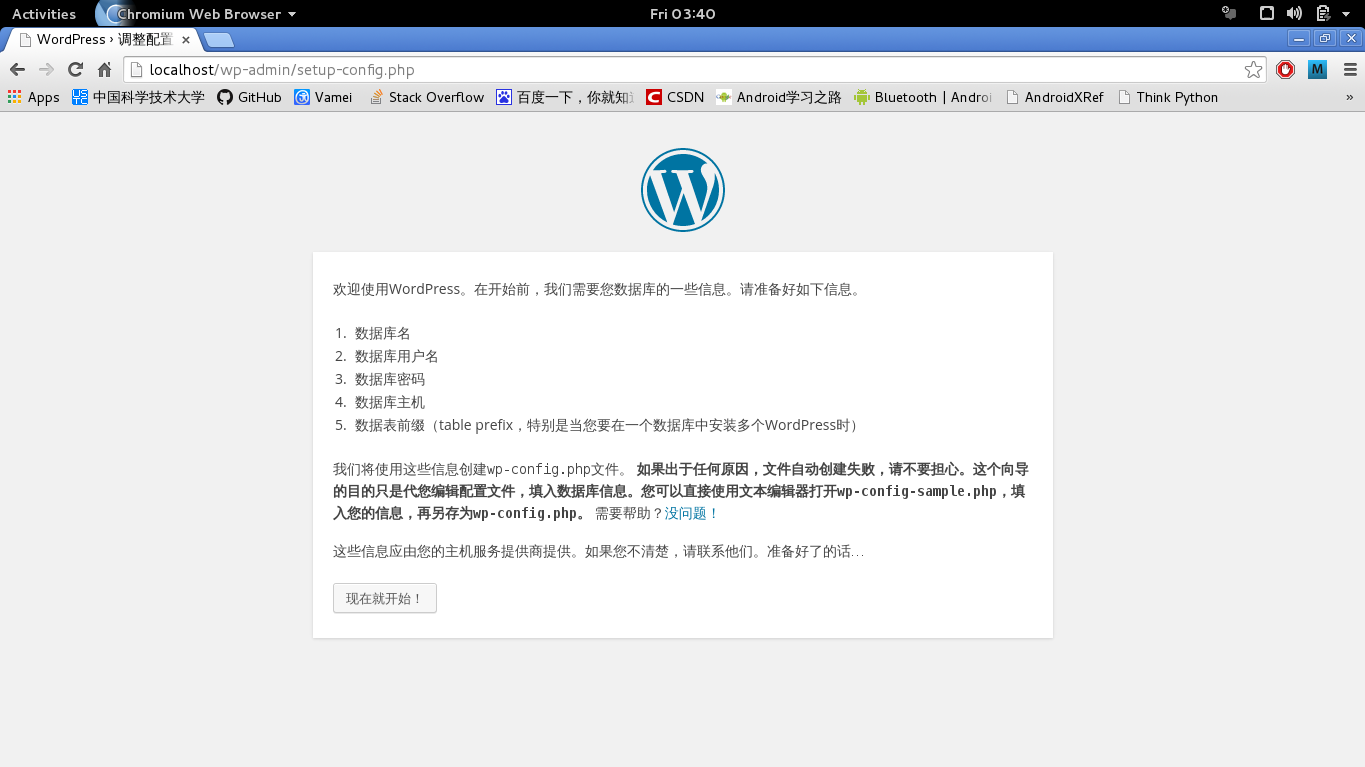 Activities Chromium Web Browser Fri 03:40
WordPress › 调整配置
localhost/wp-admin/setup-config.php
Apps 中国科学技术大学 GitHub Vamei Stack Overflow 百度一下，你就知 CSDN Android学习之路 Bluetooth | Androi AndroidXRef Think Python »
欢迎使用WordPress。在开始前，我们需要您数据库的一些信息。请准备好如下信息。
1. 数据库名
2. 数据库用户名
3. 数据库密码
4. 数据库主机
5. 数据表前缀（table prefix，特别是当您要在一个数据库中安装多个WordPress时）
我们将使用这些信息创建wp-config.php文件。 如果出于任何原因，文件自动创建失败，请不要担心。这个向导
的目的只是代您编辑配置文件，填入数据库信息。您可以直接使用文本编辑器打开wp-config-sample.php，填
入您的信息，再另存为wp-config.php。 需要帮助？没问题！
这些信息应由您的主机服务提供商提供。如果您不清楚，请联系他们。准备好了的话…
现在就开始！